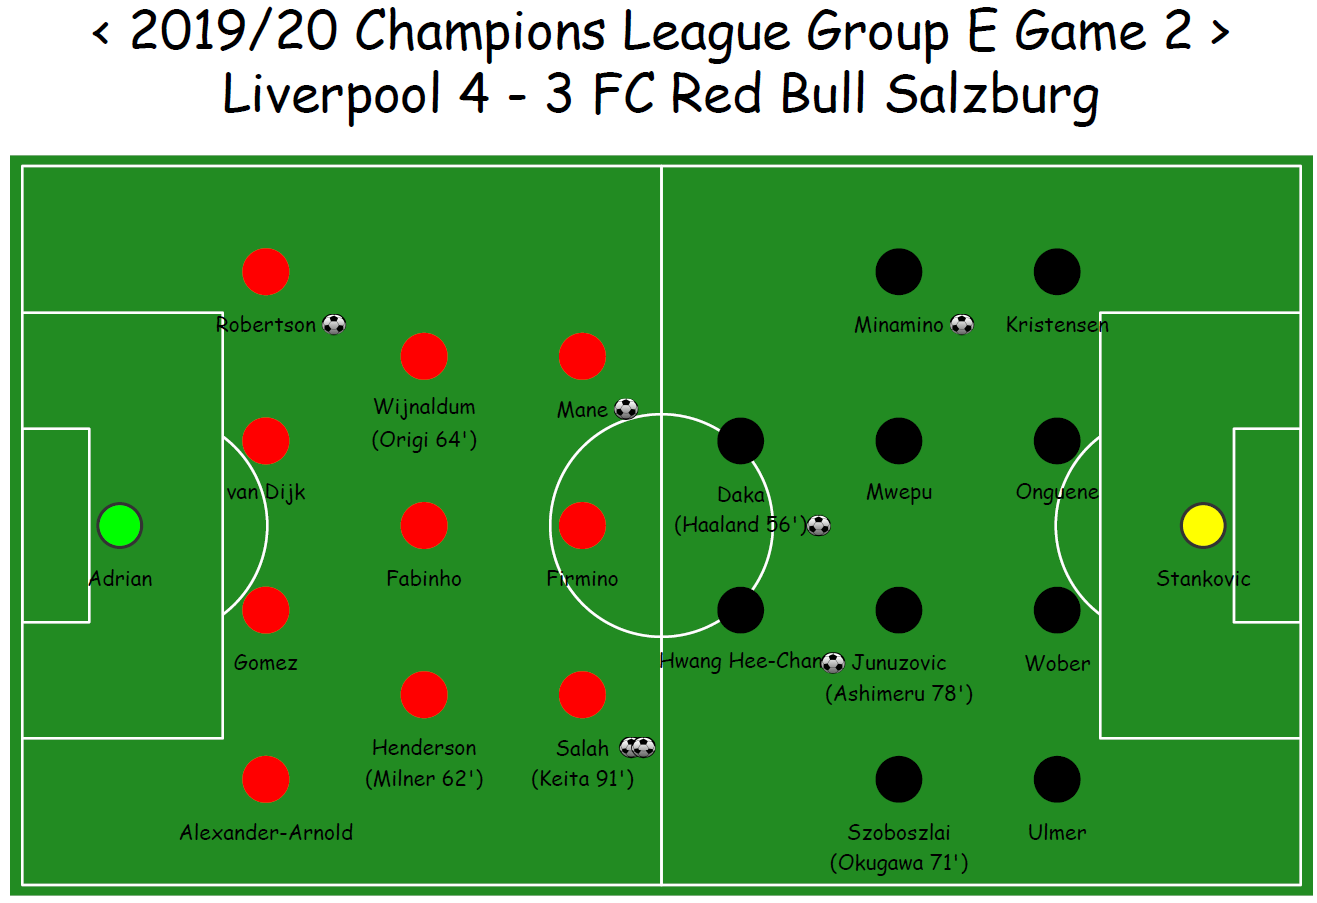 < 2019/20 Champions League Group E Game 2 >
Liverpool 4 - 3 FC Red Bull Salzburg
Robertson
Wijnaldum
(Origi 64')
Mane
van Dijk
Adrian
Fabinho
Firmino
Gomez
Henderson
(Milner 62')
Salah
(Keita 91')
Alexander-Arnold
Minamino
Kristensen
Daka
(Haaland 56')
Mwepu
Onguene
Stankovic
Hwang Hee-Chan
Junuzovic
(Ashimeru 78')
Wober
Szoboszlai
(Okugawa 71')
Ulmer